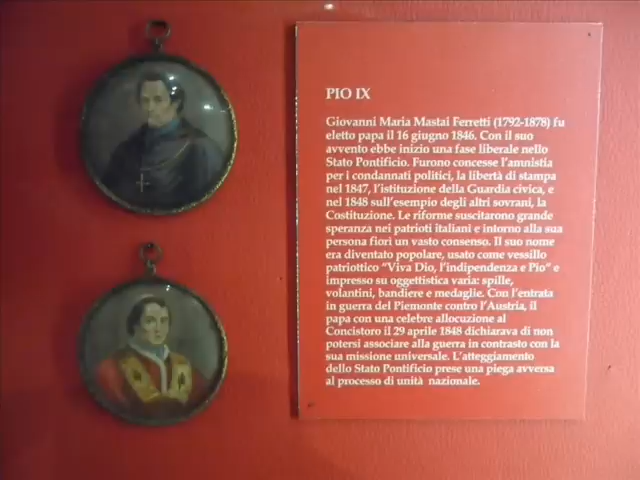 PIO IX
Giovanni Maria Mastai Ferretti (1792-1878) fu
eletto papa il 16 giugno 1846. Con il suo
avvento ebbe inizio una fase liberale nello
Stato Pontificio. Furono concesse l'amnistia
per i condannati politici, la libertà di stampa
nel 1847, l'istituzione della Guardia civica, e
nel 1848 sull'esempio degli altri sovrani, la
Costituzione. Le riforme suscitarono grande
speranza nei patrioti italiani e intorno alla sua
persona fiorì un vasto consenso. Il suo nome
era diventato popolare, usato come vessillo
patriottico "Viva Dio, l'indipendenza e Pio" e
impresso su oggettistica varia: spille,
volantini, bandiere e medaglie. Con l'entrata
in guerra del Piemonte contro l'Austria, il
papa con una celebre allocuzione al
Concistoro il 29 aprile 1848 dichiarava di non
potersi associare alla guerra in contrasto con la
sua missione universale. L'atteggiamento
dello Stato Pontificio prese una piega avversa
al processo di unità nazionale.